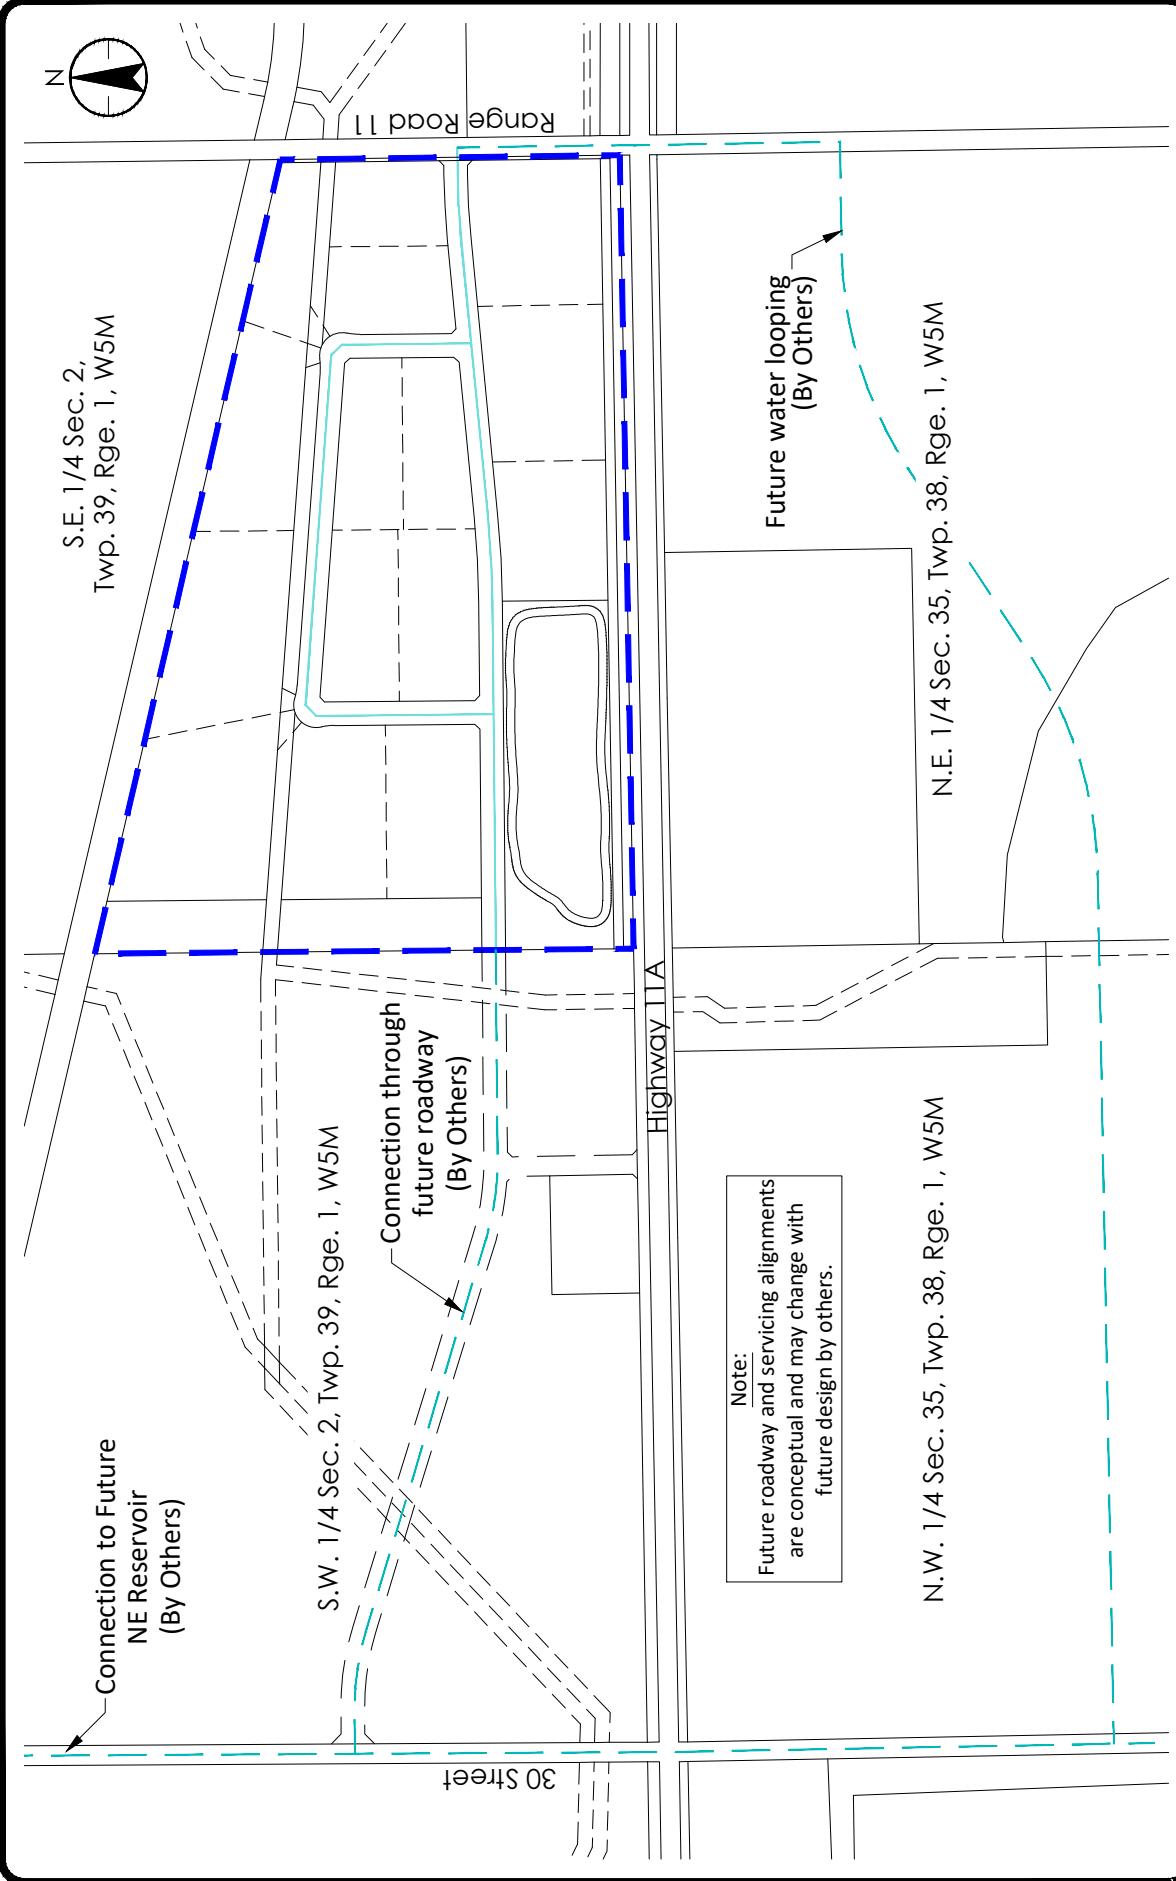 N
Range Road 11
S.E. 1/4 Sec. 2,
Twp. 39, Rge. 1, W5M
Future water looping
(By Others)
N.E. 1/4 Sec. 35, Twp. 38, Rge. 1, W5M
Connection through
future roadway
(By Others)
Highway 11A
S.W. 1/4 Sec. 2, Twp. 39, Rge. 1, W5M
Note:
Future roadway and servicing alignments
are conceptual and may change with
future design by others.
N.W. 1/4 Sec. 35, Twp. 38, Rge. 1, W5M
Connection to Future
NE Reservoir
(By Others)
30 Street